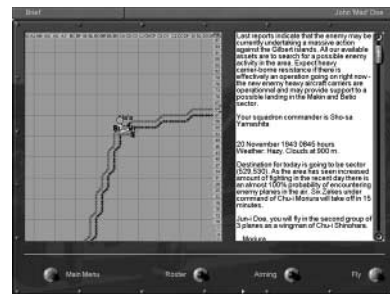 Brief
John 'Mad' Doe
Last reports indicate that the enemy may be
currently undertaking a massive action
against the Gilbert islands. All our available
assets are to search for a possible enemy
activity in the area. Expect heavy
carrier-borne resistance if there is
effectively an operation going on right now -
the new enemy heavy aircraft carriers are
operationnal and may provide support to a
possible landing in the Makin and Betio
sector.
Your squadron commander is Sho-sa
Yamashita
20 November 1943 0845 hours
Weather: Hazy. Clouds at 900 m.
Destination for today is going to be sector
(529,530). As the area has seen increased
amount of fighting in the recent day there is
an almost 100% probability of encountering
enemy planes in the air. Six Zekes under
command of Chu-i Monura will take off in 15
minutes.
Jun-i Doe, you will fly in the second group of
3 planes as a wingman of Chu-i Shinohara.
Main Menu
Roster
Arming
Fly